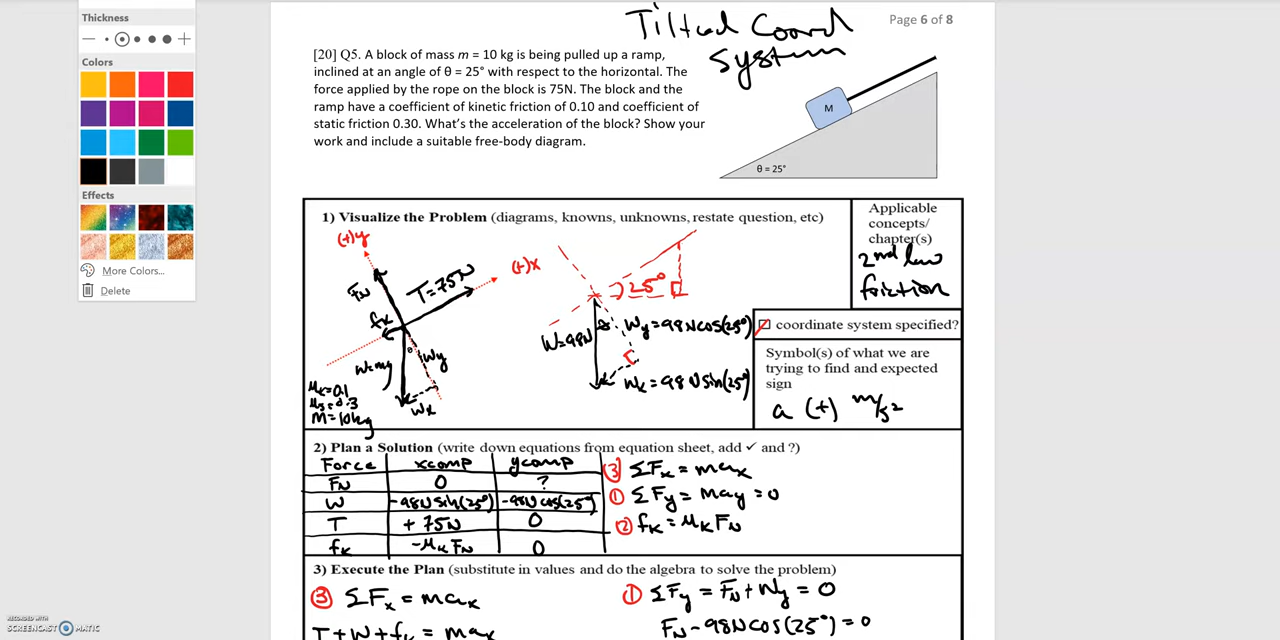 Thickness
Colors
Effects
More Colors...
Delete
RECORDED WITH
SCREENCAST MATIC
Tilted Coord
System
Page 6 of 8
[20] Q5. A block of mass m = 10 kg is being pulled up a ramp,
inclined at an angle of θ = 25° with respect to the horizontal. The
force applied by the rope on the block is 75N. The block and the
ramp have a coefficient of kinetic friction of 0.10 and coefficient of
static friction 0.30. What's the acceleration of the block? Show your
work and include a suitable free-body diagram.
M
θ = 25°
1) Visualize the Problem (diagrams, knowns, unknowns, restate question, etc)
(+)y
(+)x
FN
T=75N
fk
W=mg
Wy
Wx
μk=0.1
μs=0.3
M=10kg
25°
W=98N
Wy=98Ncos(25°)
Wx=98Nsin(25°)
Applicable
concepts/
chapter(s)
2nd law
friction
coordinate system specified?
Symbol(s) of what we are
trying to find and expected
sign
a (+) m/s2
2) Plan a Solution (write down equations from equation sheet, add ✓ and ?)
Force xcomp ycomp
FN 0 ?
W -98Nsin(25°) -98Ncos(25°)
T +75N 0
fk -μkFN 0
③ ΣFx = max
① ΣFy = may = 0
② fk = μkFN
3) Execute the Plan (substitute in values and do the algebra to solve the problem)
③ ΣFx = max
T+W+fk = max
① ΣFy = FN+Wy = 0
FN-98Ncos(25°)=0